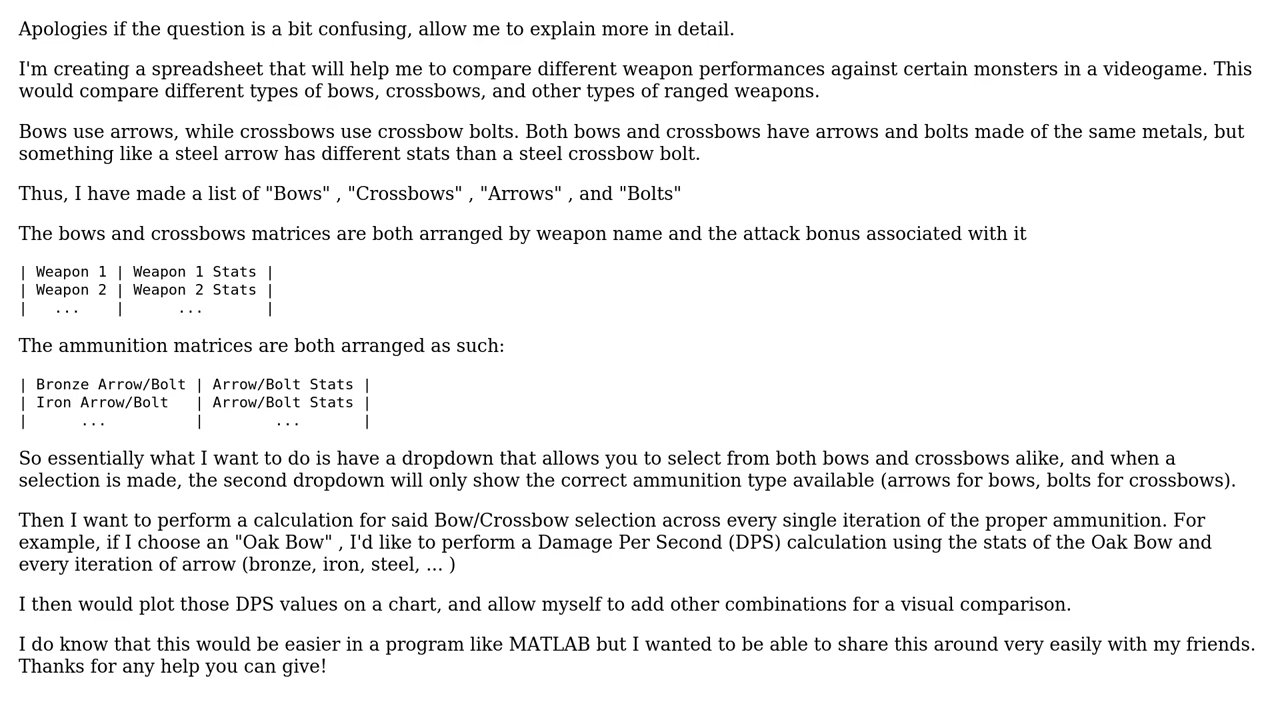 Apologies if the question is a bit confusing, allow me to explain more in detail.
I'm creating a spreadsheet that will help me to compare different weapon performances against certain monsters in a videogame. This
would compare different types of bows, crossbows, and other types of ranged weapons.
Bows use arrows, while crossbows use crossbow bolts. Both bows and crossbows have arrows and bolts made of the same metals, but
something like a steel arrow has different stats than a steel crossbow bolt.
Thus, I have made a list of "Bows" , "Crossbows" , "Arrows" , and "Bolts"
The bows and crossbows matrices are both arranged by weapon name and the attack bonus associated with it
| Weapon 1 | Weapon 1 Stats |
| Weapon 2 | Weapon 2 Stats |
|   ...    |      ...       |
The ammunition matrices are both arranged as such:
| Bronze Arrow/Bolt | Arrow/Bolt Stats |
| Iron Arrow/Bolt   | Arrow/Bolt Stats |
|      ...          |        ...       |
So essentially what I want to do is have a dropdown that allows you to select from both bows and crossbows alike, and when a
selection is made, the second dropdown will only show the correct ammunition type available (arrows for bows, bolts for crossbows).
Then I want to perform a calculation for said Bow/Crossbow selection across every single iteration of the proper ammunition. For
example, if I choose an "Oak Bow" , I'd like to perform a Damage Per Second (DPS) calculation using the stats of the Oak Bow and
every iteration of arrow (bronze, iron, steel, ... )
I then would plot those DPS values on a chart, and allow myself to add other combinations for a visual comparison.
I do know that this would be easier in a program like MATLAB but I wanted to be able to share this around very easily with my friends.
Thanks for any help you can give!